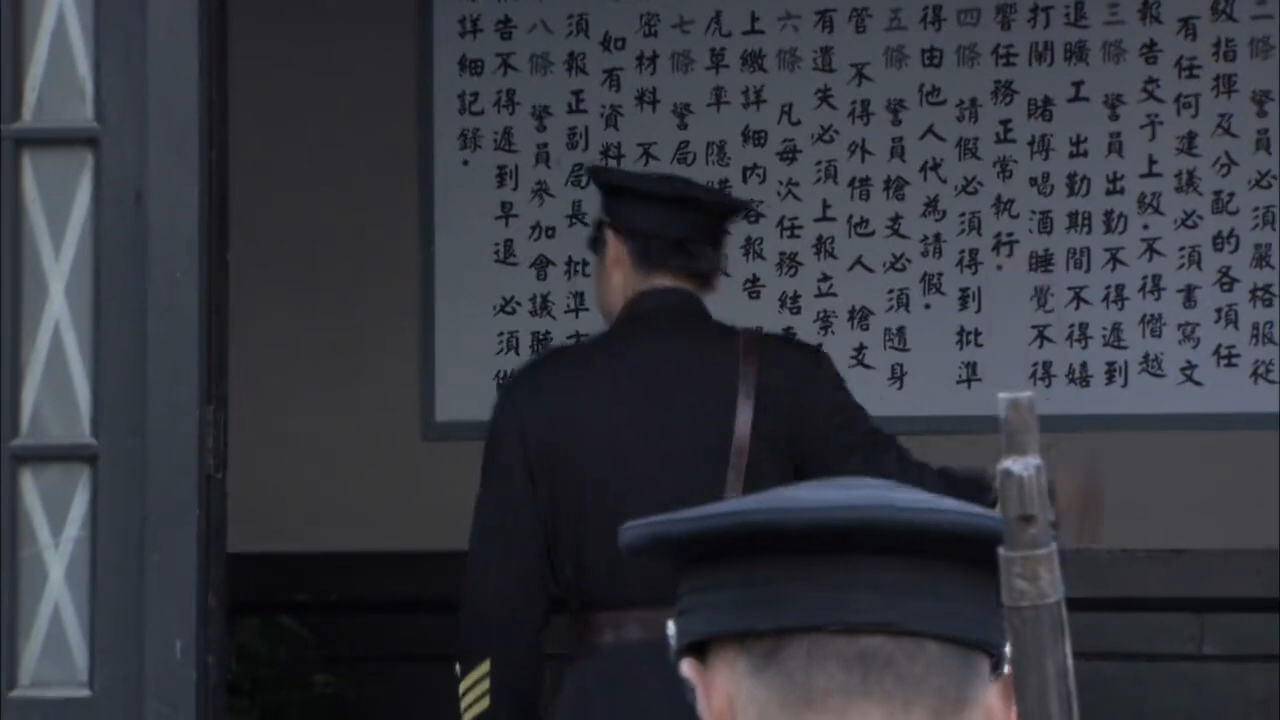 二條 警員必須嚴格服從
級指揮及分配的各項任
有任何建議必須書寫文
報告交于上級·不得僭越
三條 警員出勤不得遲到
退曠工 出勤期間不得嬉
打鬧 賭博喝酒睡覺不得
響任務正常執行·
四條 請假必須得到批準
得由他人代為請假·
五條 警員槍支必須隨身
管 不得外借他人 槍支
有遺失必須上報立案
六條 凡每次任務結
上繳詳細內容報告
虎草率 隱
七條 警局
密材料 不
如有資料
須報正副局長 批準
八條 警員參加會議聽
告不得遲到早退 必須做
詳細記錄·